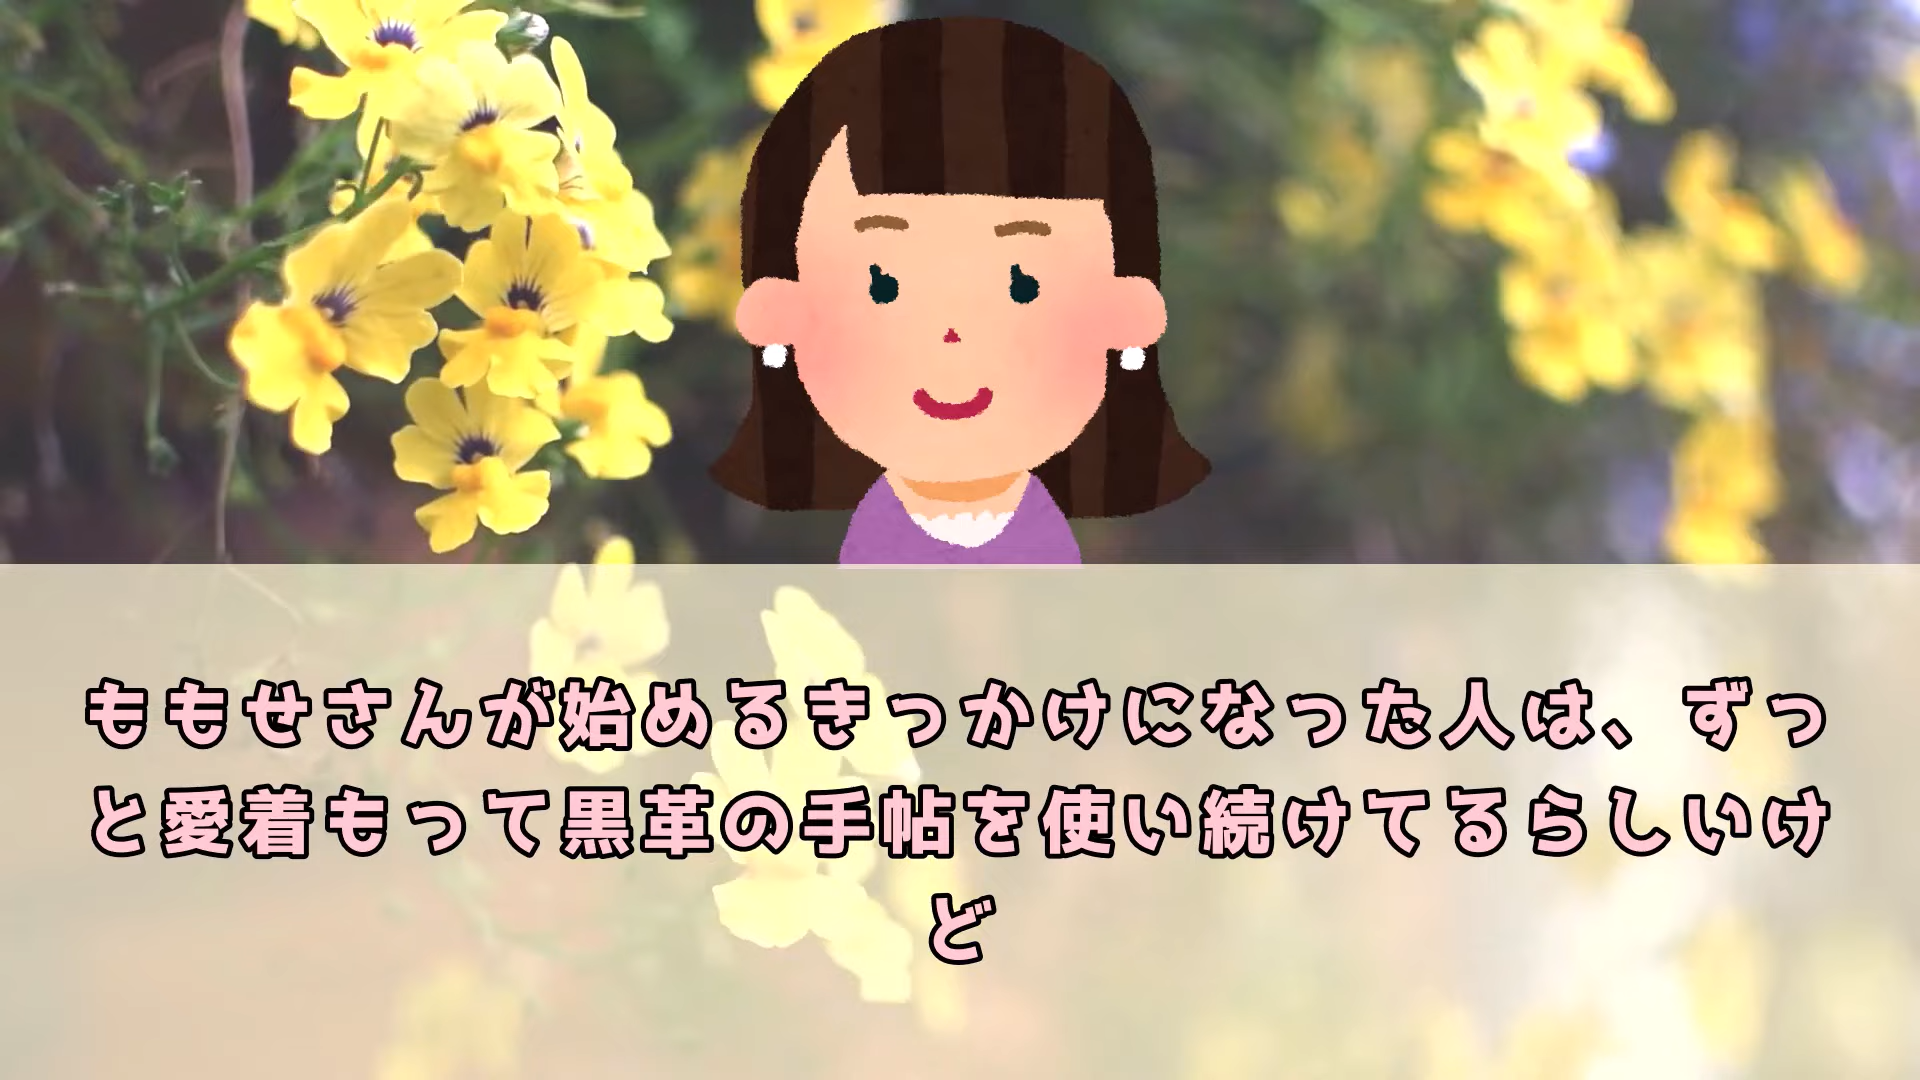 ももせさんが始めるきっかけになった人は、ずっ
と愛着もって黒革の手帖を使い続けてるらしいけ
ど